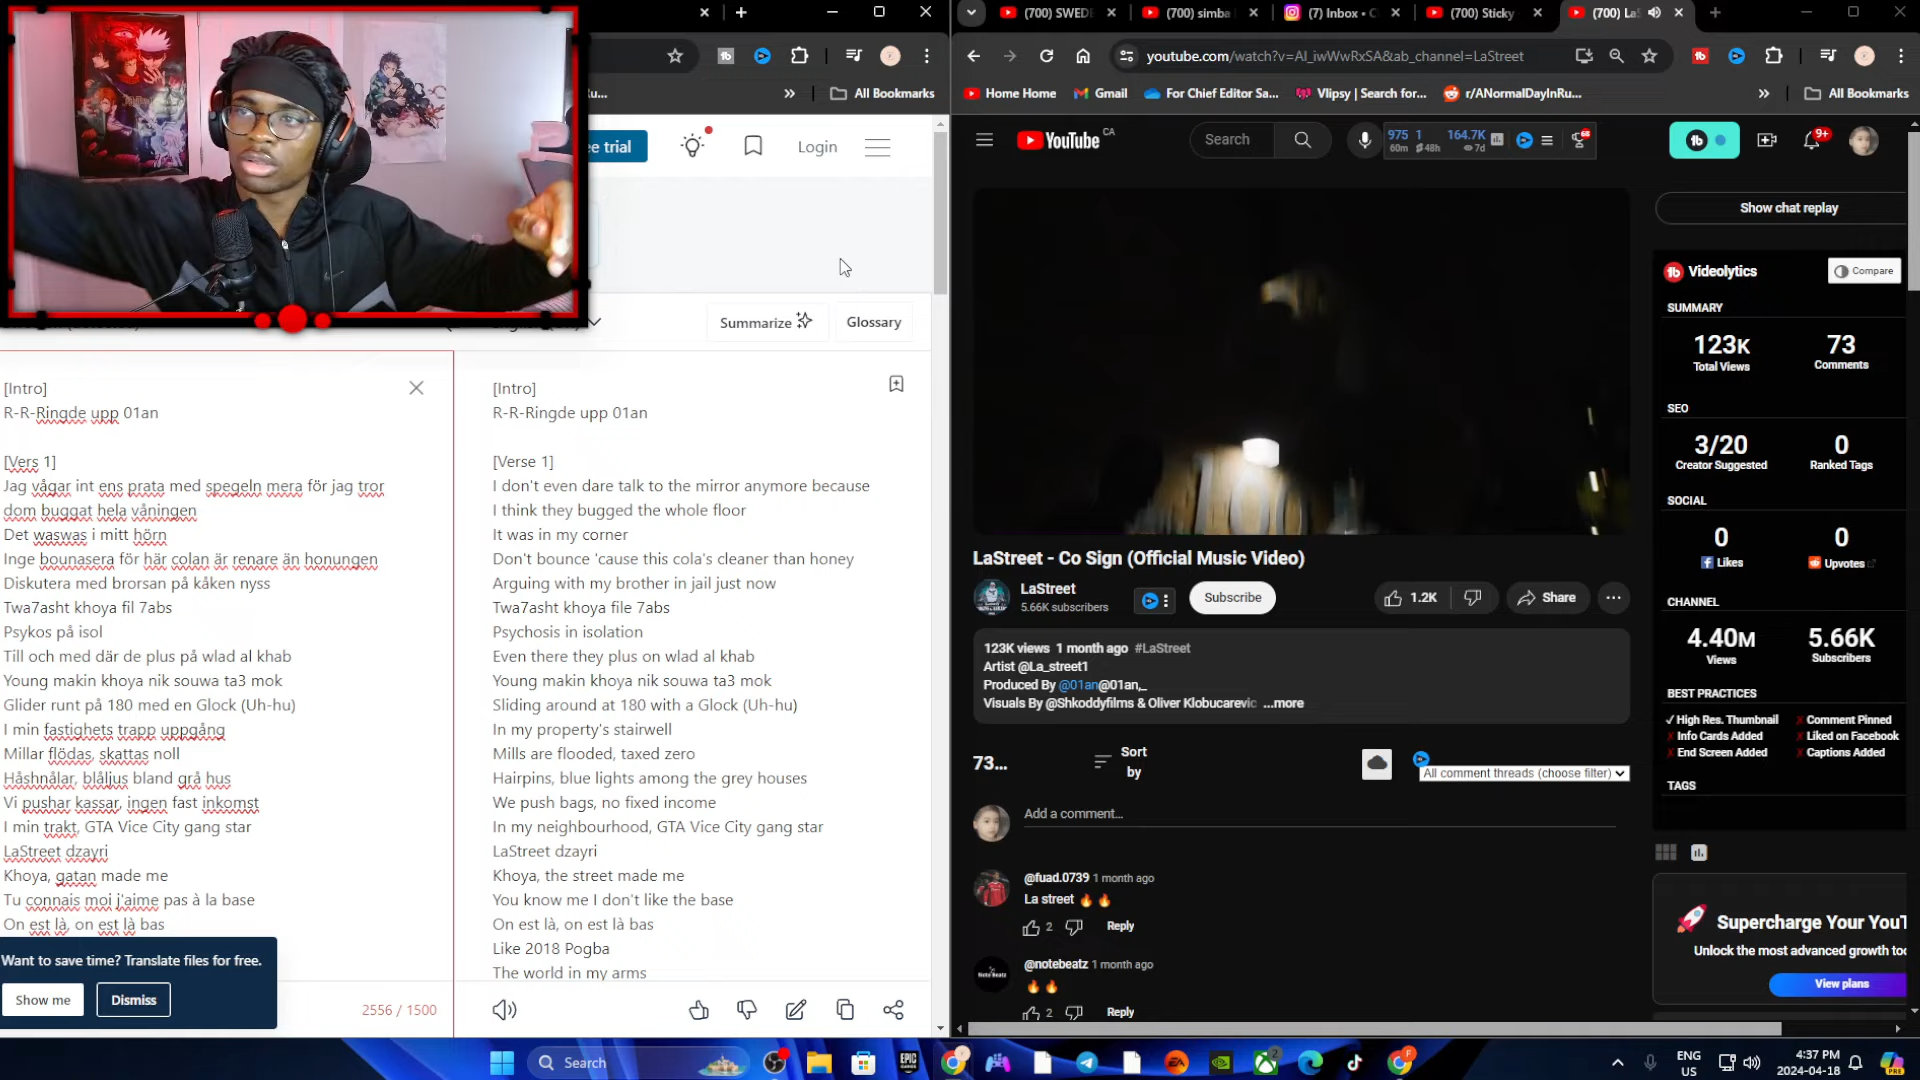 (700) SWED
(700) simba
(7) Inbox • C
(700) Sticky
(700) La
youtube.com/watch?v=AI_iwWwRxSA&ab_channel=LaStreet
All Bookmarks
Home Home
Gmail
For Chief Editor Sa...
Vlipsy | Search for...
r/ANormalDayInRu...
All Bookmarks
ee trial
Login
Summarize
Glossary
[Intro]
R-R-Ringde upp 01an
[Vers 1]
Jag vågar int ens prata med spegeln mera för jag tror
dom buggat hela våningen
Det waswas i mitt hörn
Inge bounasera för här colan är renare än honungen
Diskutera med brorsan på kåken nyss
Twa7asht khoya fil 7abs
Psykos på isol
Till och med där de plus på wlad al khab
Young makin khoya nik souwa ta3 mok
Glider runt på 180 med en Glock (Uh-hu)
I min fastighets trapp uppgång
Millar flödas, skattas noll
Håshnålar, blåljus bland grå hus
Vi pushar kassar, ingen fast inkomst
I min trakt, GTA Vice City gang star
LaStreet dzayri
Khoya, gatan made me
Tu connais moi j'aime pas à la base
On est là, on est là bas
Want to save time? Translate files for free.
Show me
Dismiss
2556 / 1500
[Intro]
R-R-Ringde upp 01an
[Verse 1]
I don't even dare talk to the mirror anymore because
I think they bugged the whole floor
It was in my corner
Don't bounce 'cause this cola's cleaner than honey
Arguing with my brother in jail just now
Twa7asht khoya file 7abs
Psychosis in isolation
Even there they plus on wlad al khab
Young makin khoya nik souwa ta3 mok
Sliding around at 180 with a Glock (Uh-hu)
In my property's stairwell
Mills are flooded, taxed zero
Hairpins, blue lights among the grey houses
We push bags, no fixed income
In my neighbourhood, GTA Vice City gang star
LaStreet dzayri
Khoya, the street made me
You know me I don't like the base
On est là, on est là bas
Like 2018 Pogba
The world in my arms
YouTube CA
Search
975 1 164.7K
60m 48h 7d
9+
Show chat replay
LaStreet - Co Sign (Official Music Video)
LaStreet
5.66K subscribers
Subscribe
1.2K
Share
123K views 1 month ago #LaStreet
Artist @La_street1
Produced By @01an@01an,_
Visuals By @Shkoddyfilms & Oliver Klobucarevic ...more
73...
Sort
by
All comment threads (choose filter)
Add a comment...
@fuad.0739 1 month ago
La street 🔥🔥
2
Reply
@notebeatz 1 month ago
🔥🔥
2
Reply
Videolytics
Compare
SUMMARY
123K
Total Views
73
Comments
SEO
3/20
Creator Suggested
0
Ranked Tags
SOCIAL
0
Likes
0
Upvotes
CHANNEL
4.40M
Views
5.66K
Subscribers
BEST PRACTICES
✓ High Res. Thumbnail
✗ Comment Pinned
✗ Info Cards Added
✗ Liked on Facebook
✗ End Screen Added
✗ Captions Added
TAGS
Supercharge Your YouT
Unlock the most advanced growth too
View plans
Search
ENG
US
4:37 PM
2024-04-18